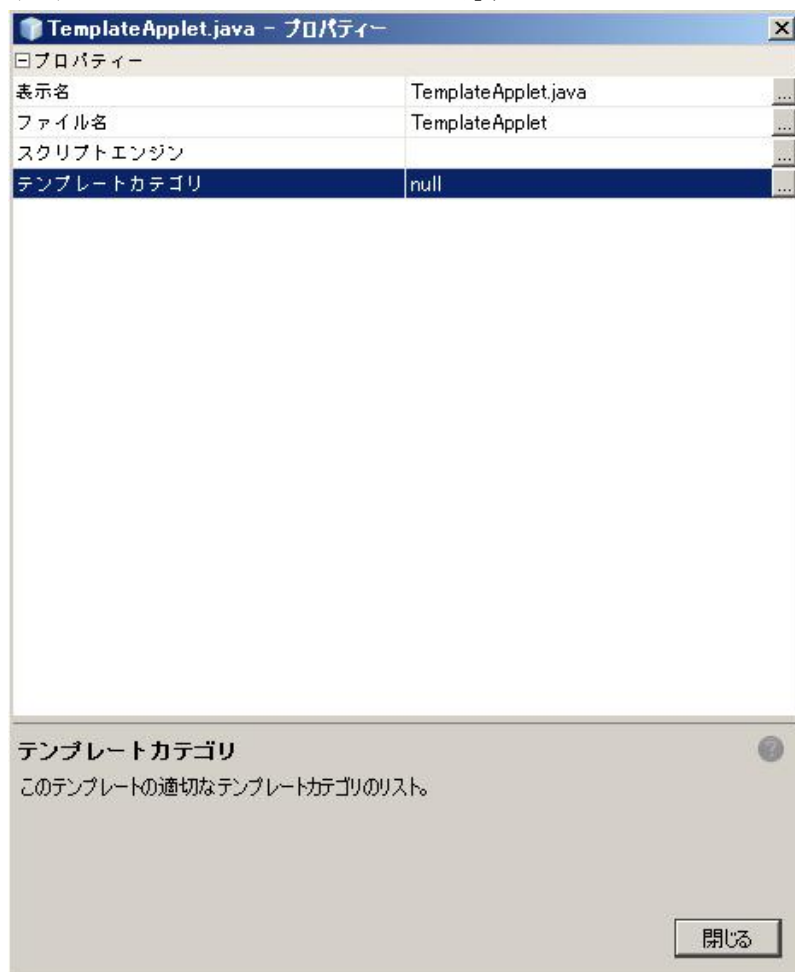 TemplateApplet.java - プロパティー
プロパティー
表示名 TemplateApplet.java ...
ファイル名 TemplateApplet ...
スクリプトエンジン ...
テンプレートカテゴリ null ...
テンプレートカテゴリ
このテンプレートの適切なテンプレートカテゴリのリスト。
閉じる